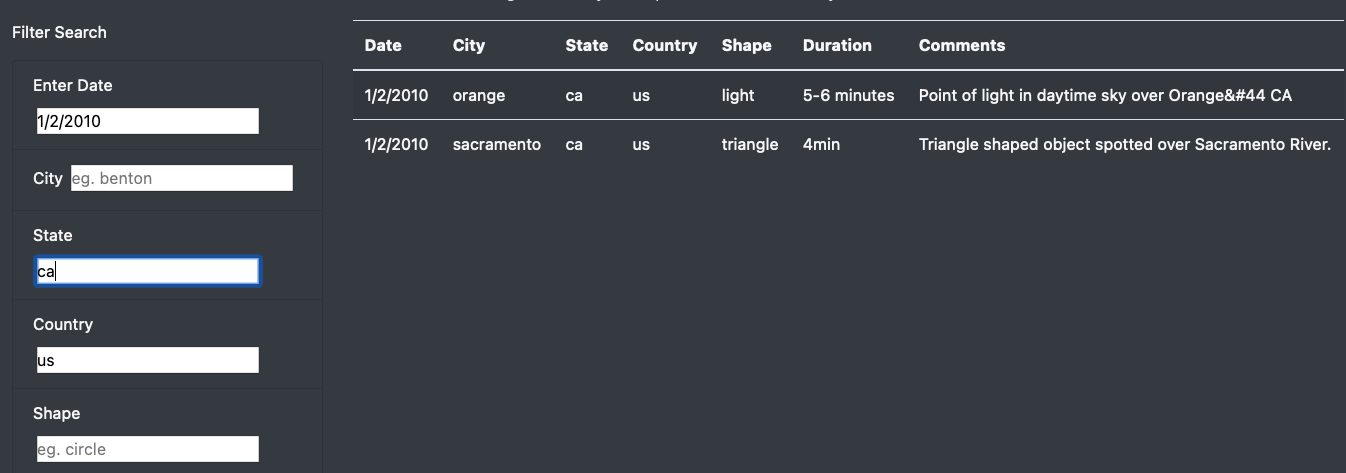 Filter Search
Enter Date
1/2/2010
City eg. benton
State
ca
Country
us
Shape
eg. circle
Date City State Country Shape Duration Comments
1/2/2010 orange ca us light 5-6 minutes Point of light in daytime sky over Orange&#44 CA
1/2/2010 sacramento ca us triangle 4min Triangle shaped object spotted over Sacramento River.